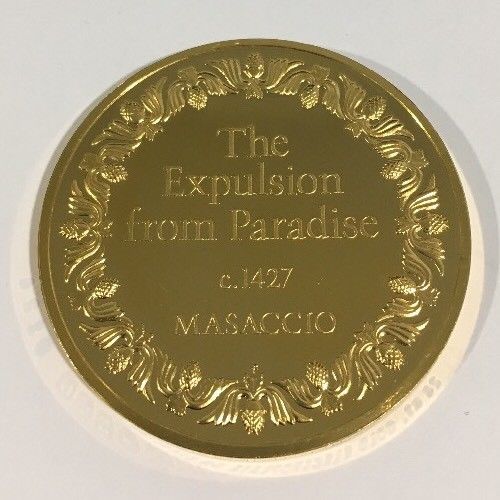 The
Expulsion
from Paradise
c.1427
MASACCIO